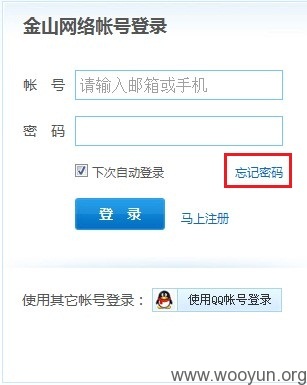 金山网络帐号登录
帐 号 请输入邮箱或手机
密 码
下次自动登录 忘记密码
登 录 马上注册
使用其它帐号登录： 使用QQ帐号登录
www.wooyun.org